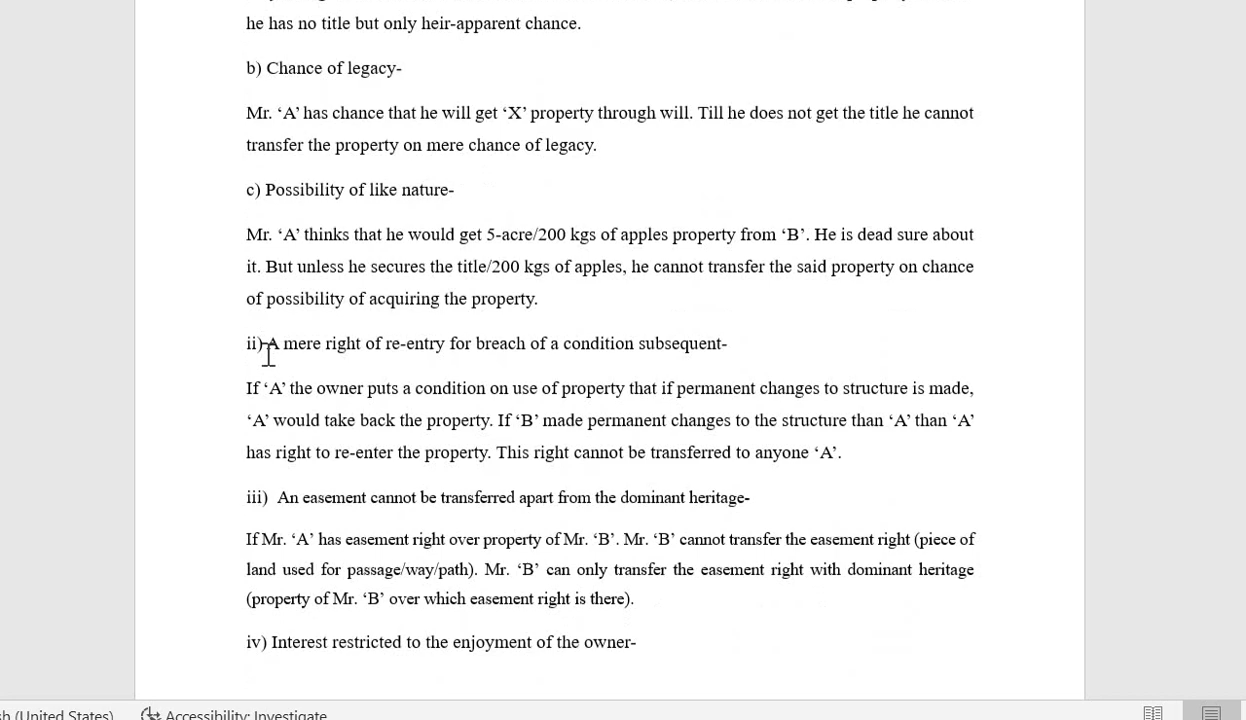 he has no title but only heir-apparent chance.
b) Chance of legacy-
Mr. ‘A’ has chance that he will get ‘X’ property through will. Till he does not get the title he cannot
transfer the property on mere chance of legacy.
c) Possibility of like nature-
Mr. ‘A’ thinks that he would get 5-acre/200 kgs of apples property from ‘B’. He is dead sure about
it. But unless he secures the title/200 kgs of apples, he cannot transfer the said property on chance
of possibility of acquiring the property.
ii) A mere right of re-entry for breach of a condition subsequent-
If ‘A’ the owner puts a condition on use of property that if permanent changes to structure is made,
‘A’ would take back the property. If ‘B’ made permanent changes to the structure than ‘A’ than ‘A’
has right to re-enter the property. This right cannot be transferred to anyone ‘A’.
iii) An easement cannot be transferred apart from the dominant heritage-
If Mr. ‘A’ has easement right over property of Mr. ‘B’. Mr. ‘B’ cannot transfer the easement right (piece of
land used for passage/way/path). Mr. ‘B’ can only transfer the easement right with dominant heritage
(property of Mr. ‘B’ over which easement right is there).
iv) Interest restricted to the enjoyment of the owner-
sh (United States) Accessibility: Investigate